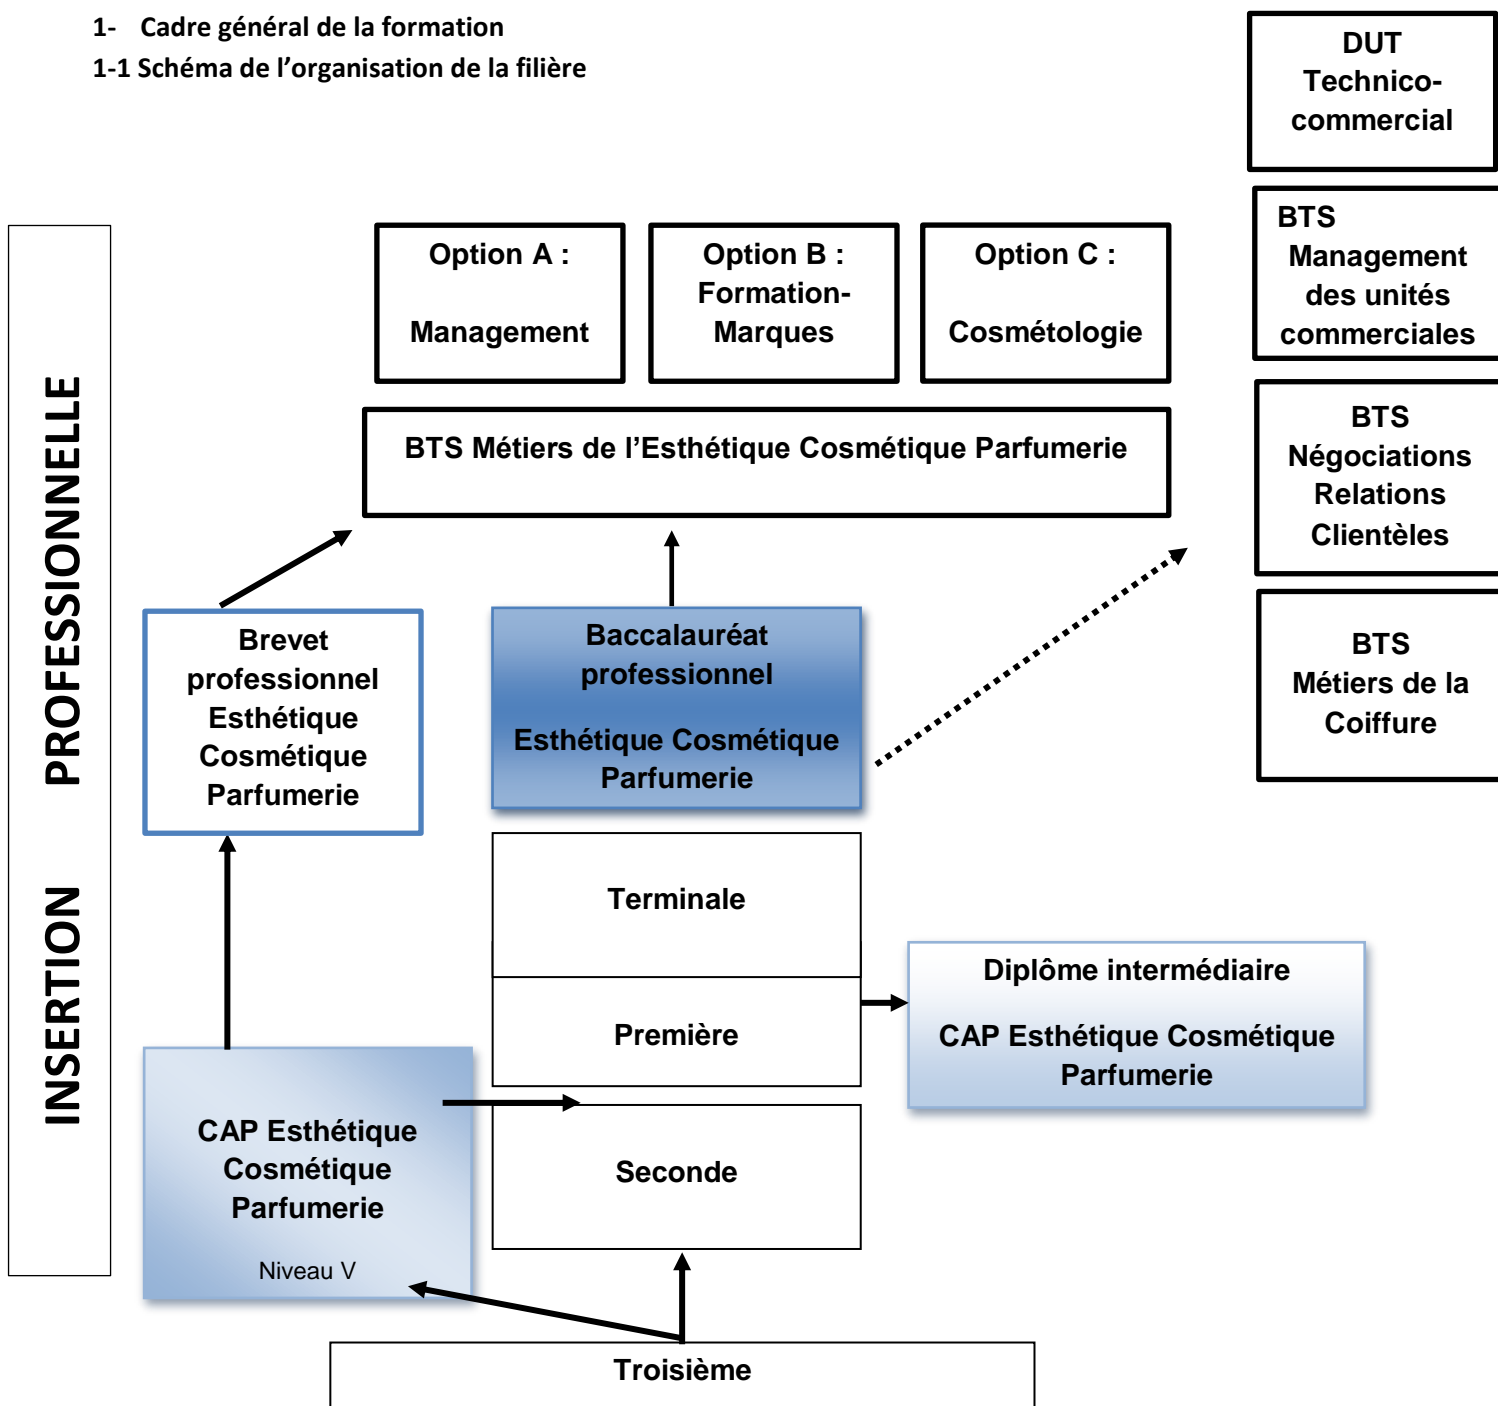 1- Cadre général de la formation
1-1 Schéma de l’organisation de la filière
DUT
Technico-
commercial
BTS
Management
des unités
commerciales
BTS
Négociations
Relations
Clientèles
BTS
Métiers de la
Coiffure
Option A :
Management
Option B :
Formation-
Marques
Option C :
Cosmétologie
BTS Métiers de l’Esthétique Cosmétique Parfumerie
INSERTION PROFESSIONNELLE
Brevet
professionnel
Esthétique
Cosmétique
Parfumerie
Baccalauréat
professionnel
Esthétique Cosmétique
Parfumerie
Terminale
Première
Seconde
Diplôme intermédiaire
CAP Esthétique Cosmétique
Parfumerie
CAP Esthétique
Cosmétique
Parfumerie
Niveau V
Troisième